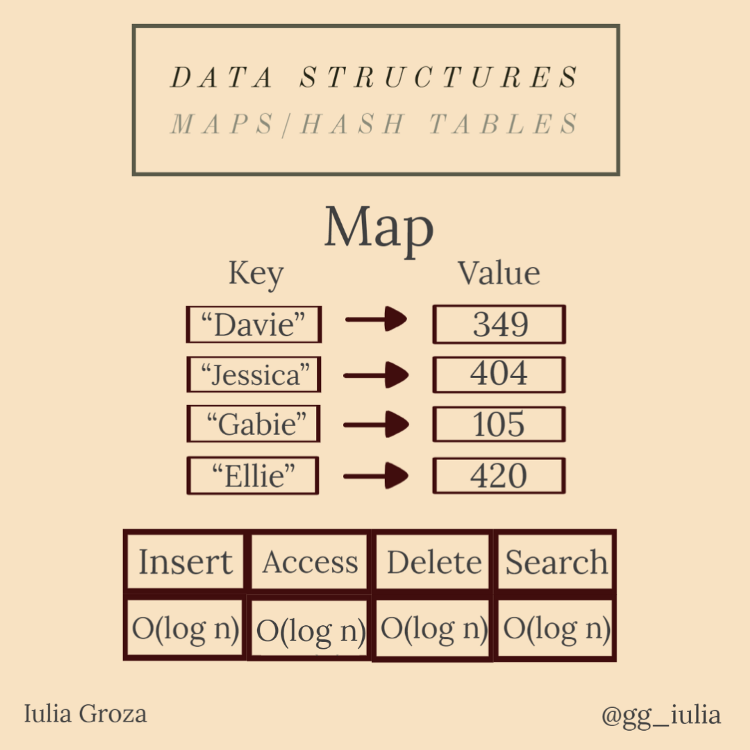 DATA STRUCTURES
MAPS/HASH TABLES
Map
Key Value
“Davie” 349
“Jessica” 404
“Gabie” 105
“Ellie” 420
Insert Access Delete Search
O(log n) O(log n) O(log n) O(log n)
Iulia Groza @gg_iulia